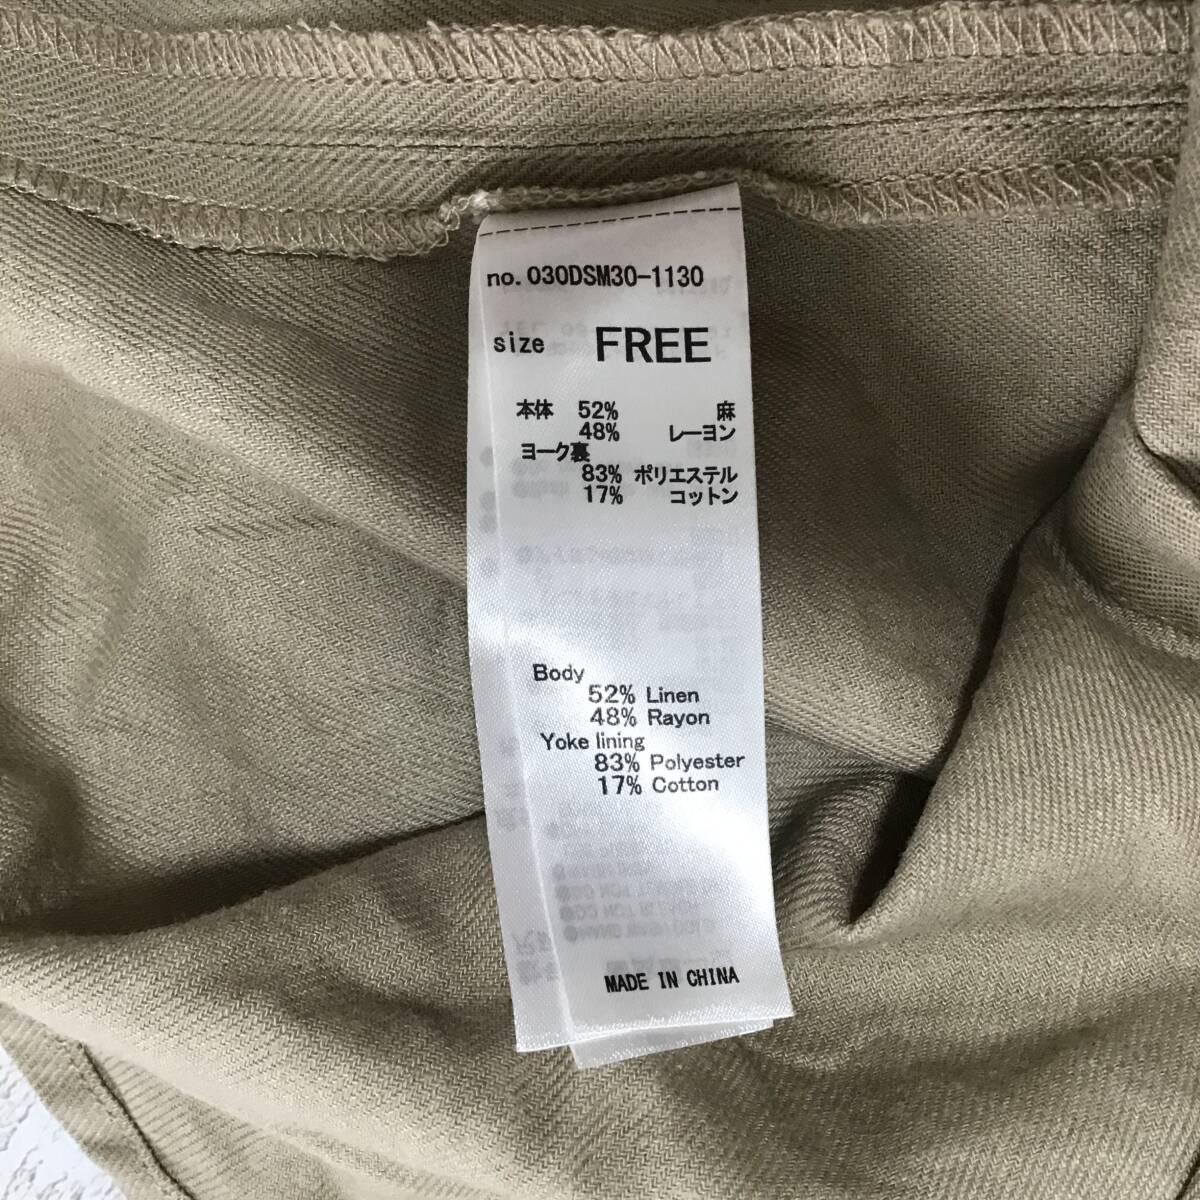 no. 030DSM30-1130
size FREE
本体 52% 麻
48% レーヨン
ヨーク裏
83% ポリエステル
17% コットン
Body
52% Linen
48% Rayon
Yoke lining
83% Polyester
17% Cotton
MADE IN CHINA